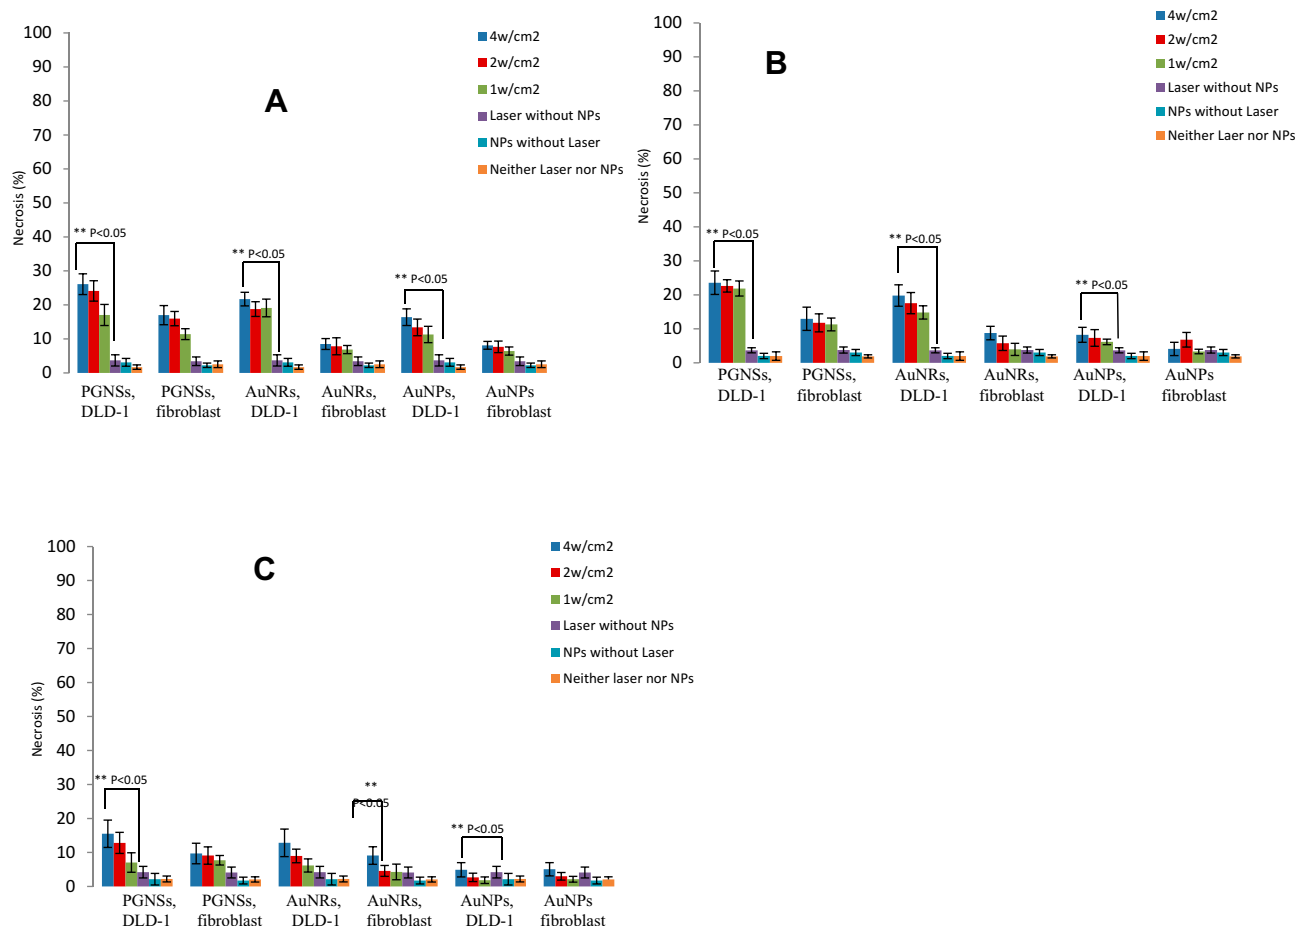 A
Necrosis (%)
100
90
80
70
60
50
40
30
20
10
0
4w/cm2
2w/cm2
1w/cm2
Laser without NPs
NPs without Laser
Neither Laser nor NPs
** P<0.05
** P<0.05
** P<0.05
PGNSs, DLD-1
PGNSs, fibroblast
AuNRs, DLD-1
AuNRs, fibroblast
AuNPs, DLD-1
AuNPs fibroblast
B
Necrosis (%)
100
90
80
70
60
50
40
30
20
10
0
4w/cm2
2w/cm2
1w/cm2
Laser without NPs
NPs without Laser
Neither Laer nor NPs
** P<0.05
** P<0.05
** P<0.05
PGNSs, DLD-1
PGNSs, fibroblast
AuNRs, DLD-1
AuNRs, fibroblast
AuNPs, DLD-1
AuNPs fibroblast
C
Necrosis (%)
100
90
80
70
60
50
40
30
20
10
0
4w/cm2
2w/cm2
1w/cm2
Laser without NPs
NPs without Laser
Neither laser nor NPs
** P<0.05
**
P<0.05
** P<0.05
PGNSs, DLD-1
PGNSs, fibroblast
AuNRs, DLD-1
AuNRs, fibroblast
AuNPs, DLD-1
AuNPs fibroblast